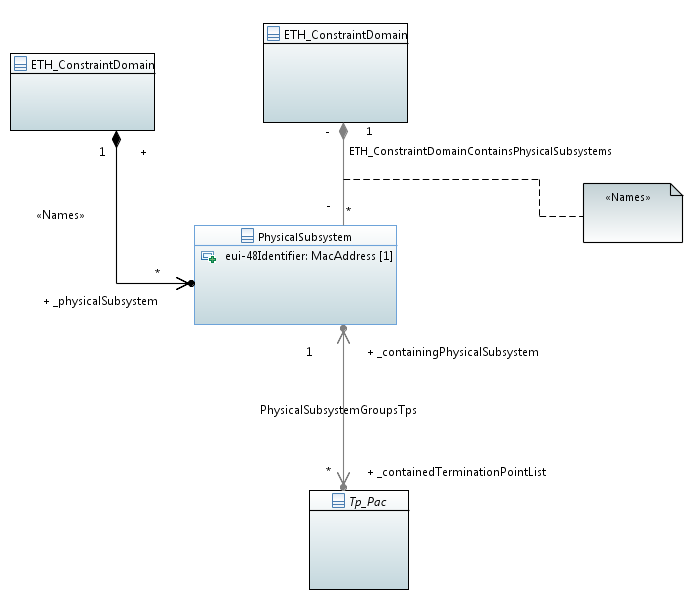 ETH_ConstraintDomain
ETH_ConstraintDomain
- 1
1 +
ETH_ConstraintDomainContainsPhysicalSubsystems
«Names»
- *
«Names»
PhysicalSubsystem
eui-48Identifier: MacAddress [1]
*
+ _physicalSubsystem
1 + _containingPhysicalSubsystem
PhysicalSubsystemGroupsTps
* + _containedTerminationPointList
Tp_Pac